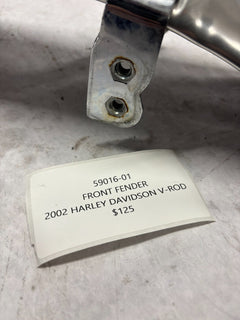 59016-01
FRONT FENDER
2002 HARLEY DAVIDSON V-ROD
$125